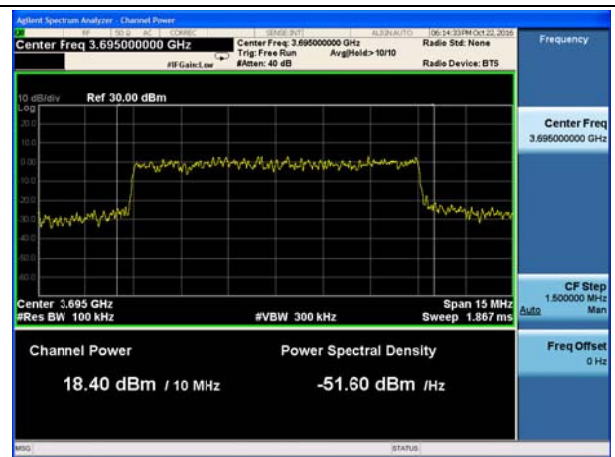 Agilent Spectrum Analyzer - Channel Power
RF 50 Ω AC CORREC SENSE:INT ALIGNAUTO 06:14:33 PM Oct 22, 2016
Center Freq 3.695000000 GHz
Center Freq: 3.695000000 GHz
Radio Std: None
Trig: Free Run Avg|Hold>10/10
#IFGain:Low #Atten: 40 dB Radio Device: BTS
Frequency
10 dB/div Ref 30.00 dBm
Log
20.0
10.0
0.00
-10.0
-20.0
-30.0
-40.0
-50.0
-60.0
Center 3.695 GHz Span 15 MHz
#Res BW 100 kHz #VBW 300 kHz Sweep 1.867 ms
Channel Power Power Spectral Density
18.40 dBm / 10 MHz -51.60 dBm /Hz
Center Freq
3.695000000 GHz
CF Step
1.500000 MHz
Auto Man
Freq Offset
0 Hz
MSG STATUS